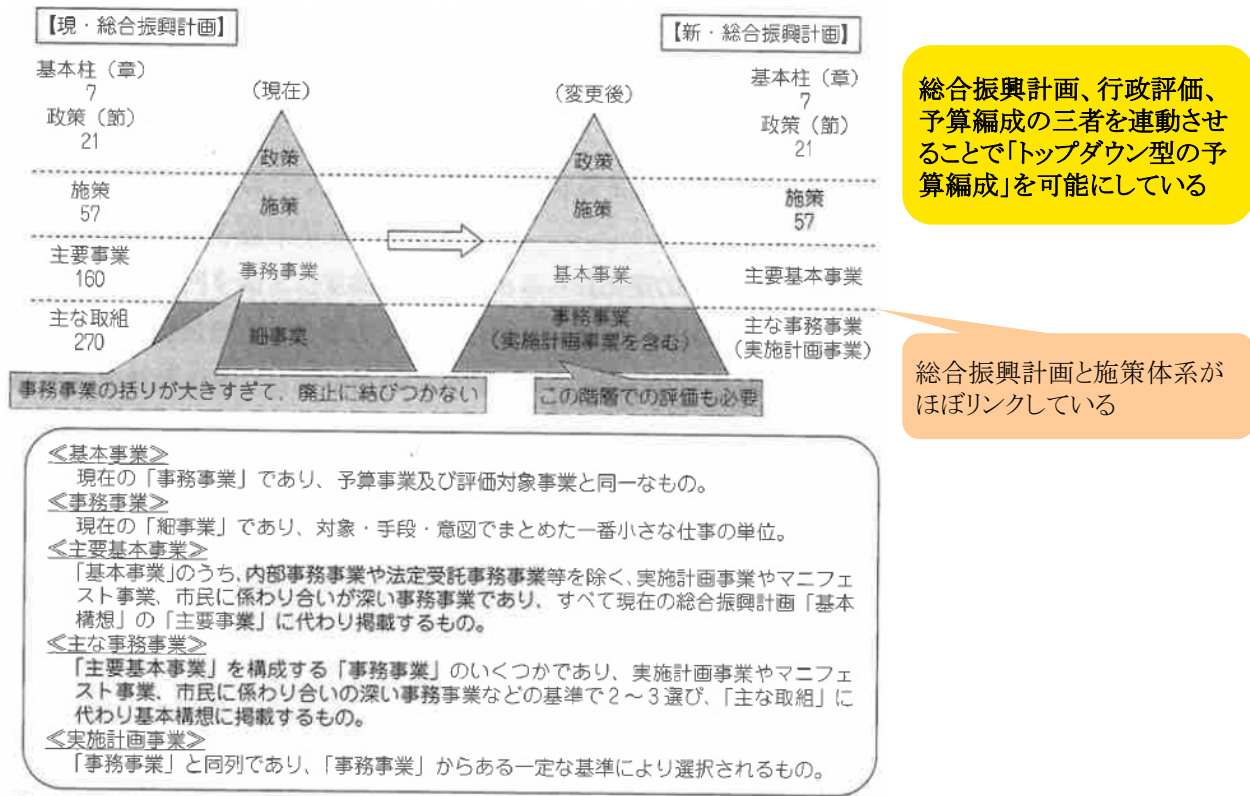 【現・総合振興計画】
【新・総合振興計画】
基本柱（章）
7
政策（節）
21
（現在）
（変更後）
基本柱（章）
7
政策（節）
21
政策
政策
施策
57
施策
施策
施策
57
主要事業
160
事務事業
基本事業
主要基本事業
主な取組
270
細事業
事務事業
（実施計画事業を含む）
主な事務事業
（実施計画事業）
事務事業の括りが大きすぎて、廃止に結びつかない
この階層での評価も必要
総合振興計画、行政評価、
予算編成の三者を連動させ
ることで「トップダウン型の予
算編成」を可能にしている
総合振興計画と施策体系が
ほぼリンクしている
≪基本事業≫
現在の「事務事業」であり、予算事業及び評価対象事業と同一なもの。
≪事務事業≫
現在の「細事業」であり、対象・手段・意図でまとめた一番小さな仕事の単位。
≪主要基本事業≫
「基本事業」のうち、内部事務事業や法定受託事務事業等を除く、実施計画事業やマニフェ
スト事業、市民に係わり合いが深い事務事業であり、すべて現在の総合振興計画「基本
構想」の「主要事業」に代わり掲載するもの。
≪主な事務事業≫
「主要基本事業」を構成する「事務事業」のいくつかであり、実施計画事業やマニフェ
スト事業、市民に係わり合いの深い事務事業などの基準で２～３選び、「主な取組」に
代わり基本構想に掲載するもの。
≪実施計画事業≫
「事務事業」と同列であり、「事務事業」からある一定な基準により選択されるもの。